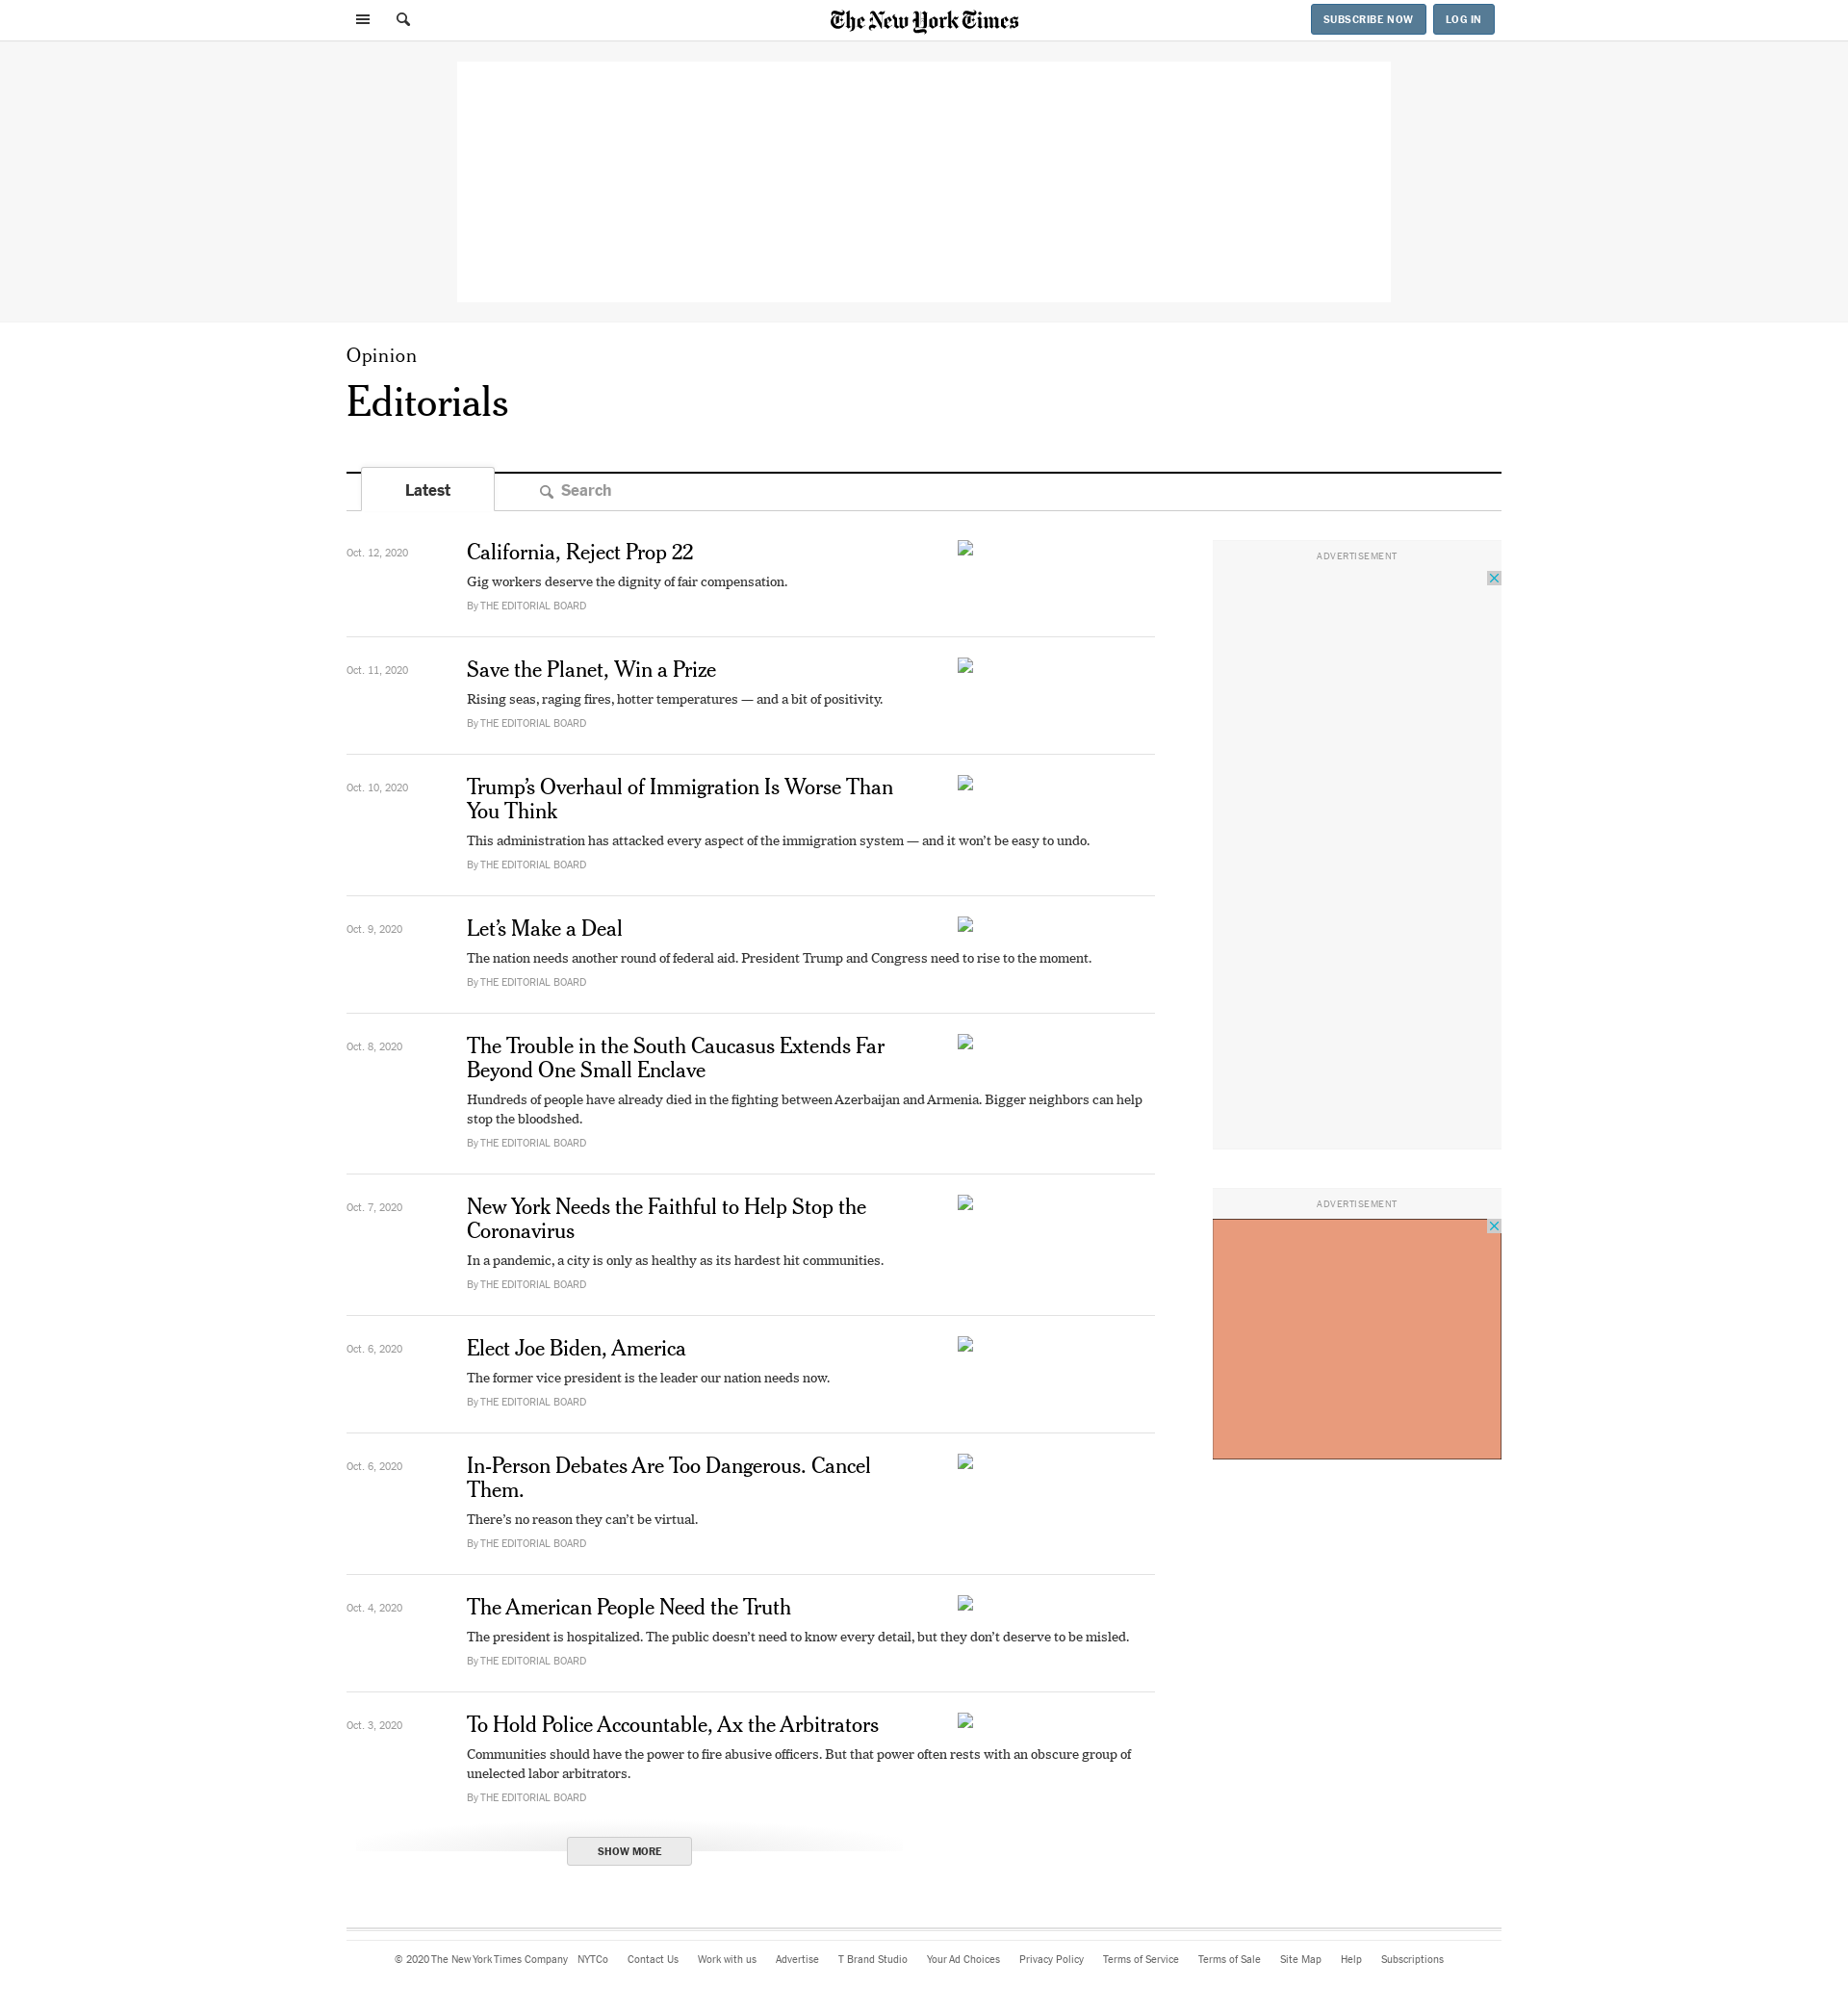 The New York Times
SUBSCRIBE NOW
LOG IN
Opinion
Editorials
Latest
Search
Oct. 12, 2020
California, Reject Prop 22
Gig workers deserve the dignity of fair compensation.
By THE EDITORIAL BOARD
Oct. 11, 2020
Save the Planet, Win a Prize
Rising seas, raging fires, hotter temperatures — and a bit of positivity.
By THE EDITORIAL BOARD
Oct. 10, 2020
Trump’s Overhaul of Immigration Is Worse Than
You Think
This administration has attacked every aspect of the immigration system — and it won’t be easy to undo.
By THE EDITORIAL BOARD
Oct. 9, 2020
Let’s Make a Deal
The nation needs another round of federal aid. President Trump and Congress need to rise to the moment.
By THE EDITORIAL BOARD
Oct. 8, 2020
The Trouble in the South Caucasus Extends Far
Beyond One Small Enclave
Hundreds of people have already died in the fighting between Azerbaijan and Armenia. Bigger neighbors can help
stop the bloodshed.
By THE EDITORIAL BOARD
Oct. 7, 2020
New York Needs the Faithful to Help Stop the
Coronavirus
In a pandemic, a city is only as healthy as its hardest hit communities.
By THE EDITORIAL BOARD
Oct. 6, 2020
Elect Joe Biden, America
The former vice president is the leader our nation needs now.
By THE EDITORIAL BOARD
Oct. 6, 2020
In-Person Debates Are Too Dangerous. Cancel
Them.
There’s no reason they can’t be virtual.
By THE EDITORIAL BOARD
Oct. 4, 2020
The American People Need the Truth
The president is hospitalized. The public doesn’t need to know every detail, but they don’t deserve to be misled.
By THE EDITORIAL BOARD
Oct. 3, 2020
To Hold Police Accountable, Ax the Arbitrators
Communities should have the power to fire abusive officers. But that power often rests with an obscure group of
unelected labor arbitrators.
By THE EDITORIAL BOARD
SHOW MORE
ADVERTISEMENT
ADVERTISEMENT
© 2020 The New York Times Company NYTCo Contact Us Work with us Advertise T Brand Studio Your Ad Choices Privacy Policy Terms of Service Terms of Sale Site Map Help Subscriptions